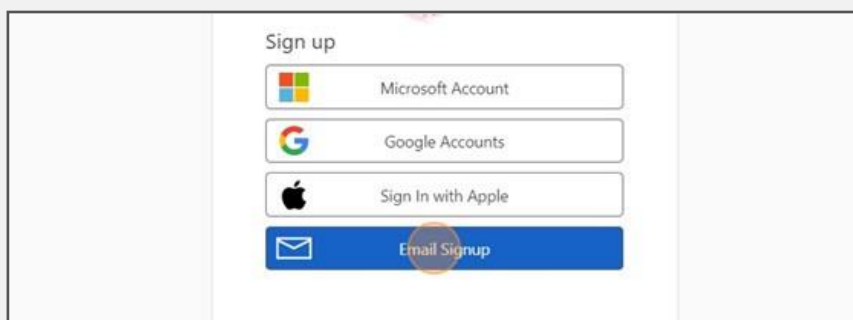 Sign up
Microsoft Account
Google Accounts
Sign In with Apple
Email Signup